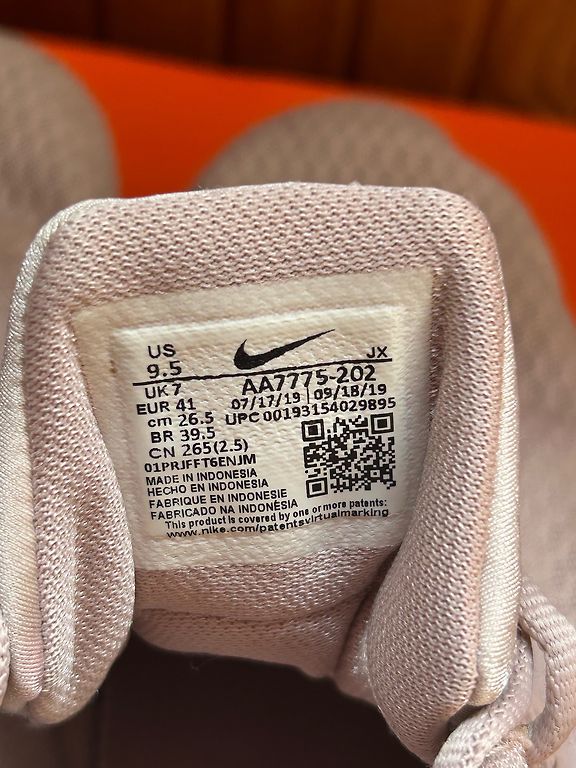 US
9.5
JX
UK 7
AA7775-202
EUR 41
07/17/19 | 09/18/19
cm 26.5
UPC 00193154029895
BR 39.5
CN 265(2.5)
01PRJFFT6ENJM
MADE IN INDONESIA
HECHO EN INDONESIA
FABRIQUE EN INDONESIE
FABRICADO NA INDONÉSIA
This product is covered by one or more patents:
www.nike.com/patentsvirtualmarking